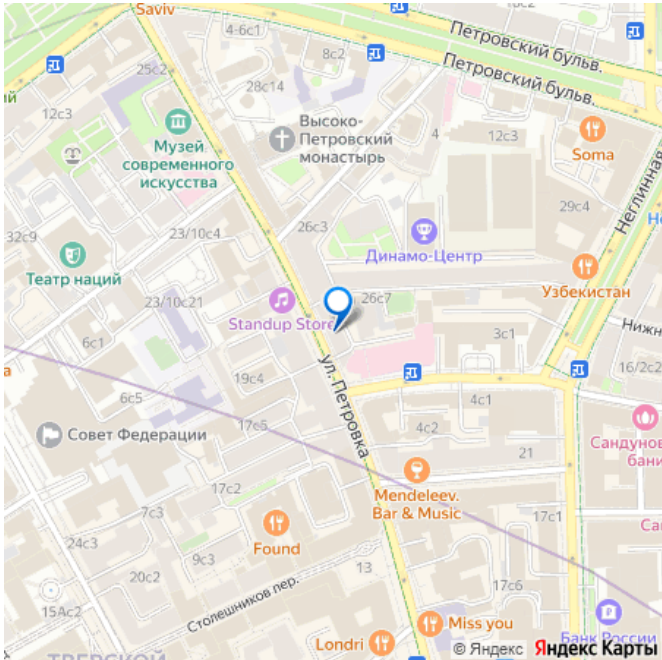 Saviv
4-6с1
8с2
Петровский бульв.
Петровский бульв.
25с2
28с14
12с3
Музей
современного
искусства
Высоко-
Петровский
монастырь
4
12с3
Soma
Неглинная
29с4
26с3
32с9
23/10с4
Динамо-Центр
Театр наций
Узбекистан
23/10с21
Standup Store
26с7
Нижн
6с1
3с1
16/2с2
ул. Петровка
19с4
6с5
4с1
4с2
Совет Федерации
17с5
Сандунов
бани
21
17с2
Mendeleev.
Bar & Music
7с3
17с1
Found
24с3
9с3
20с2
13
Столешников пер.
15Ас2
17с6
Miss you
Банк России
Londri
ТВЕРСКОЙ
© Яндекс
Яндекс Карты